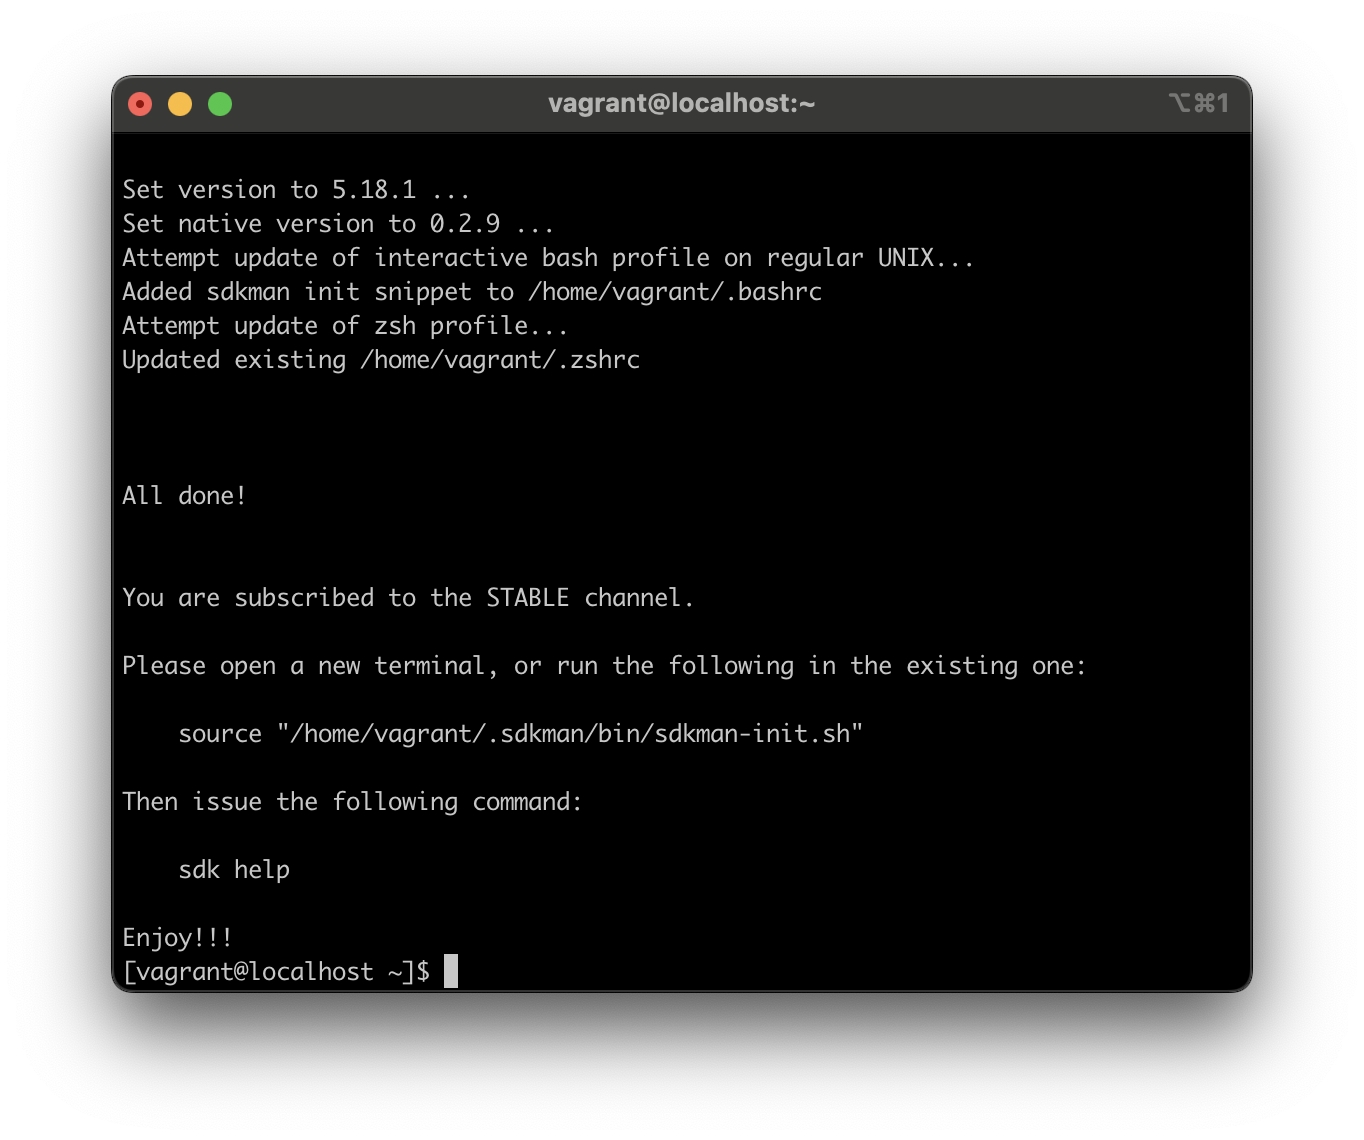 vagrant@localhost:~
⌥⌘1
Set version to 5.18.1 ...
Set native version to 0.2.9 ...
Attempt update of interactive bash profile on regular UNIX...
Added sdkman init snippet to /home/vagrant/.bashrc
Attempt update of zsh profile...
Updated existing /home/vagrant/.zshrc
All done!
You are subscribed to the STABLE channel.
Please open a new terminal, or run the following in the existing one:
source "/home/vagrant/.sdkman/bin/sdkman-init.sh"
Then issue the following command:
sdk help
Enjoy!!!
[vagrant@localhost ~]$